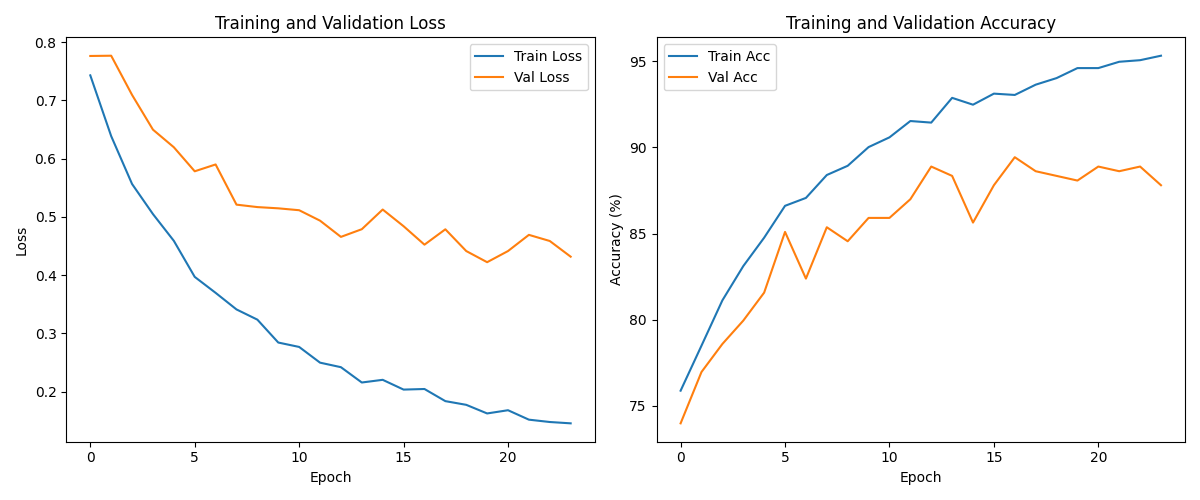 Training and Validation Loss
0.8
0.7
0.6
0.5
0.4
0.3
0.2
Loss
0 5 10 15 20
Epoch
Train Loss
Val Loss
Training and Validation Accuracy
95
90
85
80
75
Accuracy (%)
0 5 10 15 20
Epoch
Train Acc
Val Acc